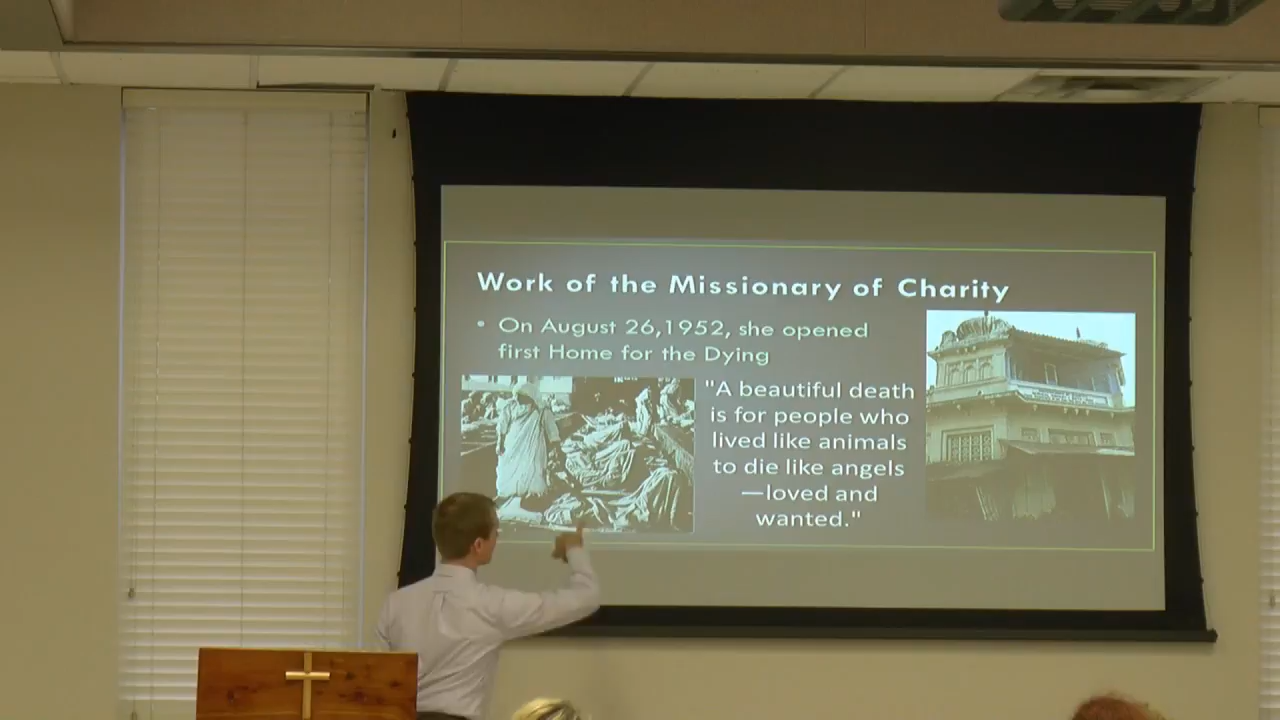 Work of the Missionary of Charity
• On August 26,1952, she opened
first Home for the Dying
"A beautiful death
is for people who
lived like animals
to die like angels
—loved and
wanted."